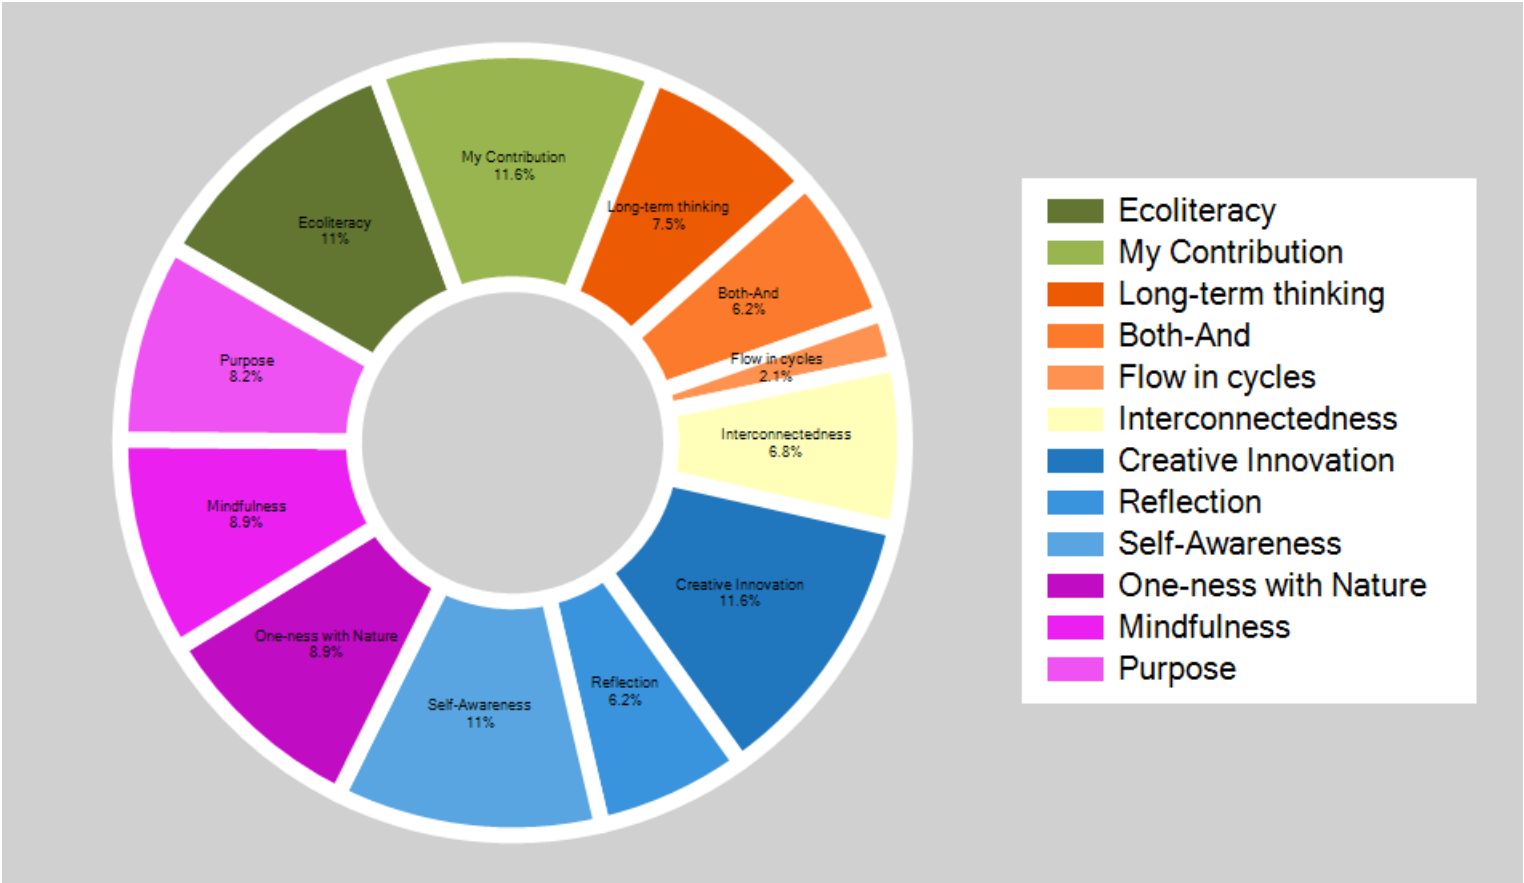 My Contribution
11.6%
Long-term thinking
7.5%
Ecoliteracy
11%
Both-And
6.2%
Flow in cycles
2.1%
Purpose
8.2%
Interconnectedness
6.8%
Mindfulness
8.9%
Creative Innovation
11.6%
One-ness with Nature
8.9%
Reflection
6.2%
Self-Awareness
11%
Ecoliteracy
My Contribution
Long-term thinking
Both-And
Flow in cycles
Interconnectedness
Creative Innovation
Reflection
Self-Awareness
One-ness with Nature
Mindfulness
Purpose